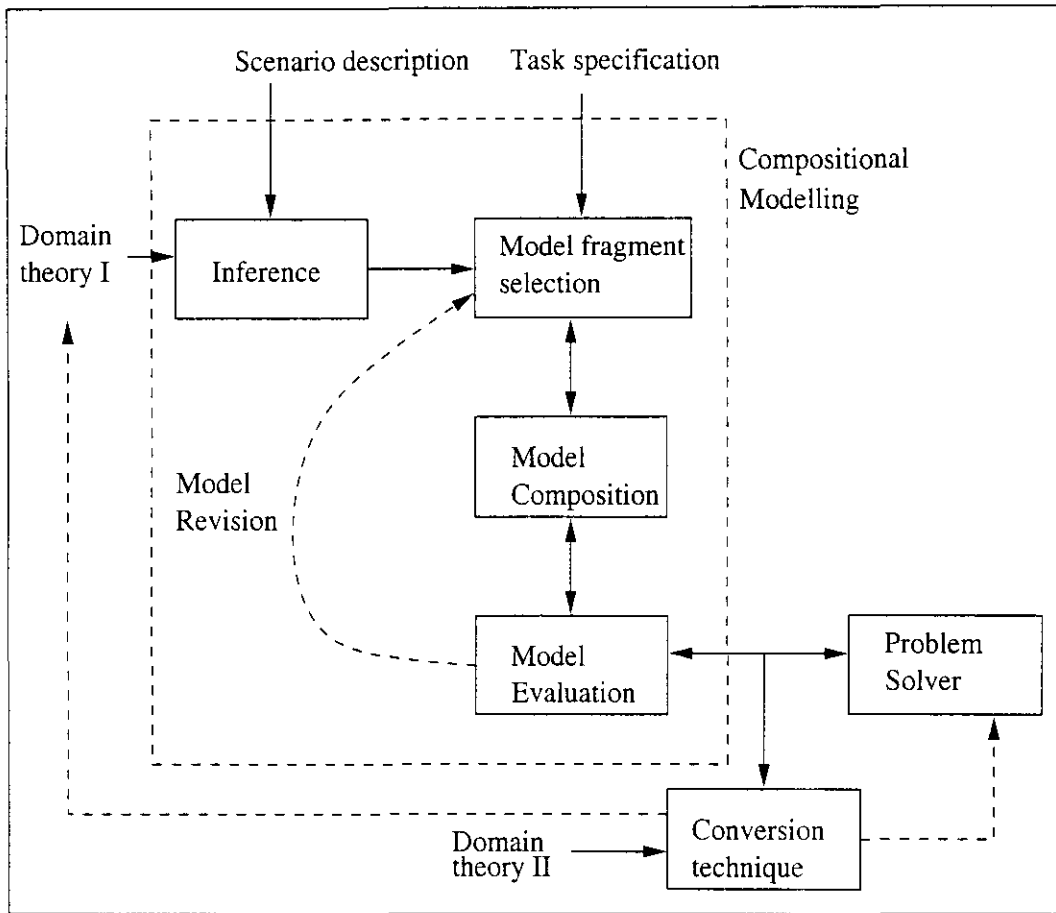 Scenario description
Task specification
Compositional
Modelling
Domain
theory I
Inference
Model fragment
selection
Model
Composition
Model
Revision
Model
Evaluation
Problem
Solver
Domain
theory II
Conversion
technique